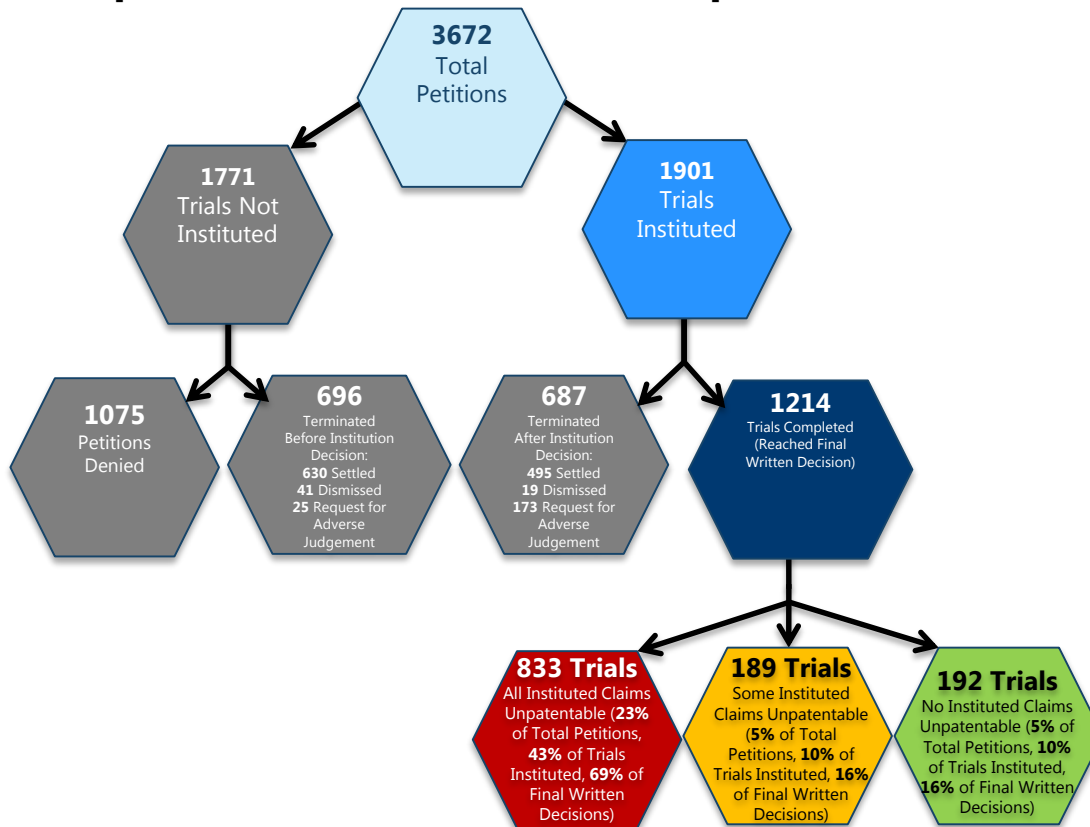 3672
Total
Petitions
1771
Trials Not
Instituted
1901
Trials
Instituted
1075
Petitions
Denied
696
Terminated
Before Institution
Decision:
630 Settled
41 Dismissed
25 Request for
Adverse
Judgement
687
Terminated
After Institution
Decision:
495 Settled
19 Dismissed
173 Request for
Adverse
Judgement
1214
Trials Completed
(Reached Final
Written Decision)
833 Trials
All Instituted Claims
Unpatentable (23%
of Total Petitions,
43% of Trials
Instituted, 69% of
Final Written
Decisions)
189 Trials
Some Instituted
Claims Unpatentable
(5% of Total
Petitions, 10% of
Trials Instituted, 16%
of Final Written
Decisions)
192 Trials
No Instituted Claims
Unpatentable (5% of
Total Petitions, 10%
of Trials Instituted,
16% of Final Written
Decisions)